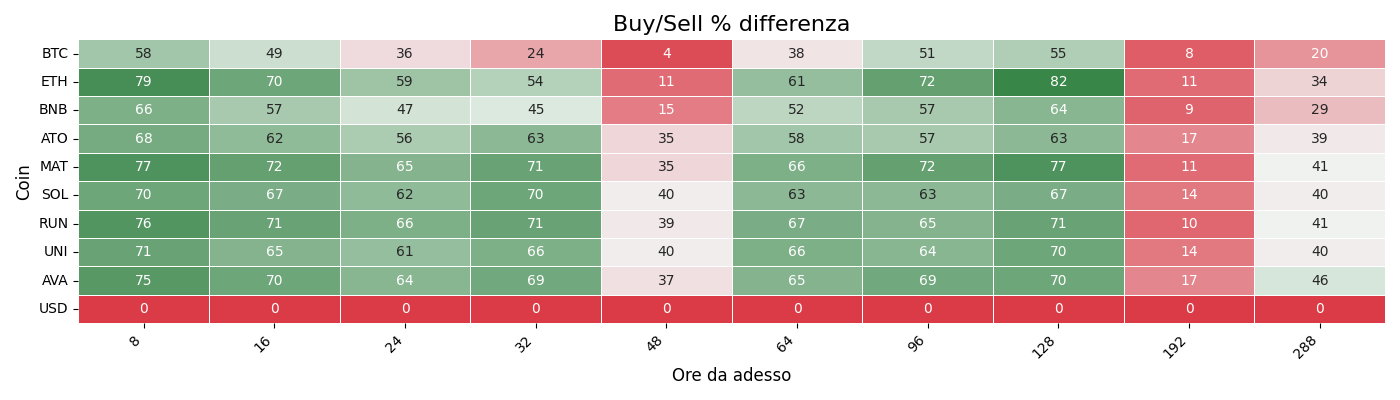 Buy/Sell % differenza
Coin
BTC 58 49 36 24 4 38 51 55 8 20
ETH 79 70 59 54 11 61 72 82 11 34
BNB 66 57 47 45 15 52 57 64 9 29
ATO 68 62 56 63 35 58 57 63 17 39
MAT 77 72 65 71 35 66 72 77 11 41
SOL 70 67 62 70 40 63 63 67 14 40
RUN 76 71 66 71 39 67 65 71 10 41
UNI 71 65 61 66 40 66 64 70 14 40
AVA 75 70 64 69 37 65 69 70 17 46
USD 0 0 0 0 0 0 0 0 0 0
8 16 24 32 48 64 96 128 192 288
Ore da adesso